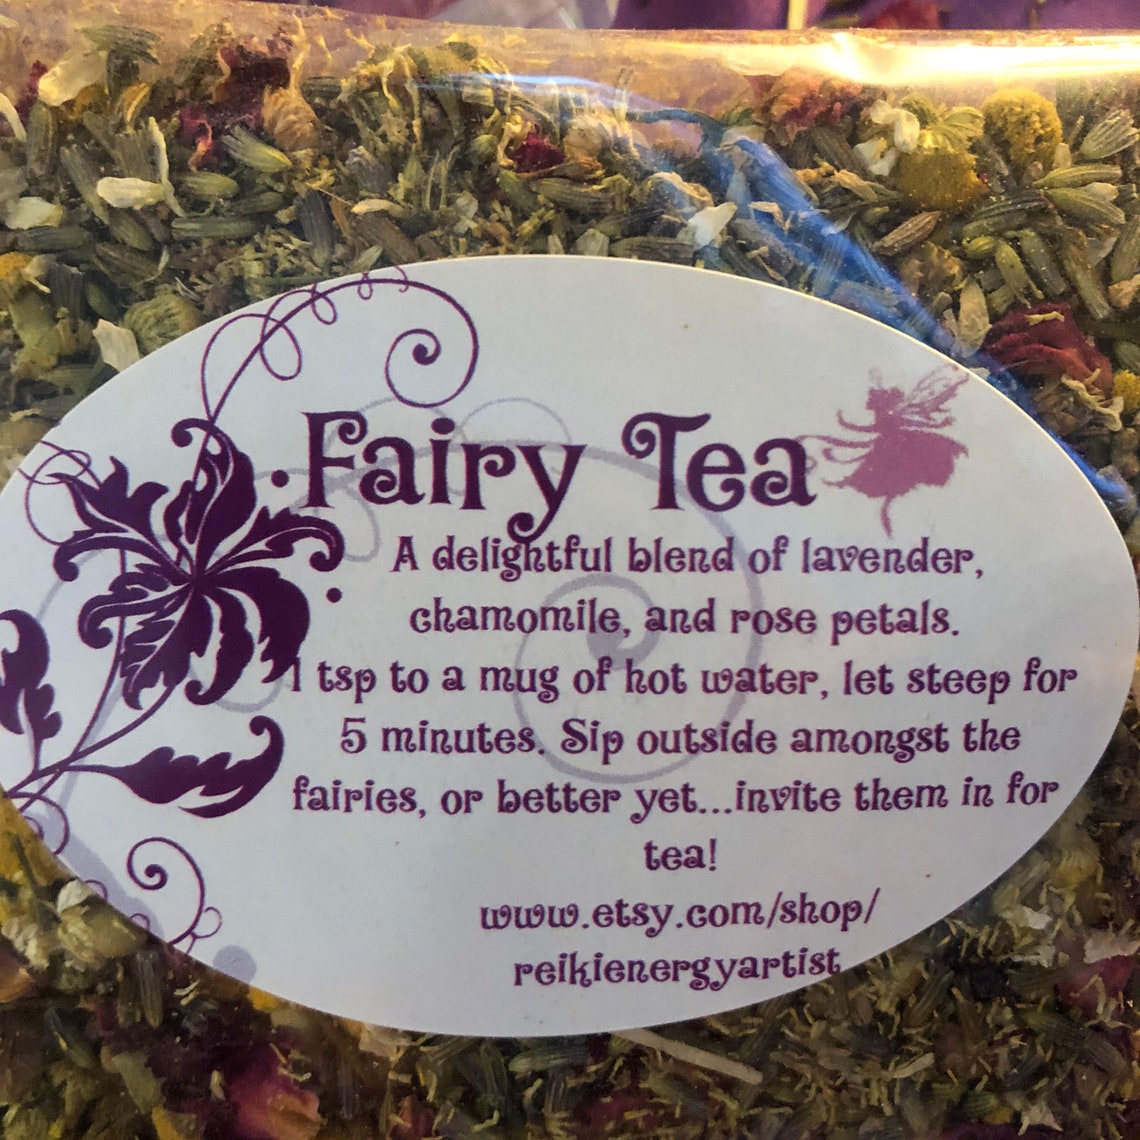 Fairy Tea
A delightful blend of lavender,
chamomile, and rose petals.
1 tsp to a mug of hot water, let steep for
5 minutes. Sip outside amongst the
fairies, or better yet...invite them in for
tea!
www.etsy.com/shop/
reikienergyartist